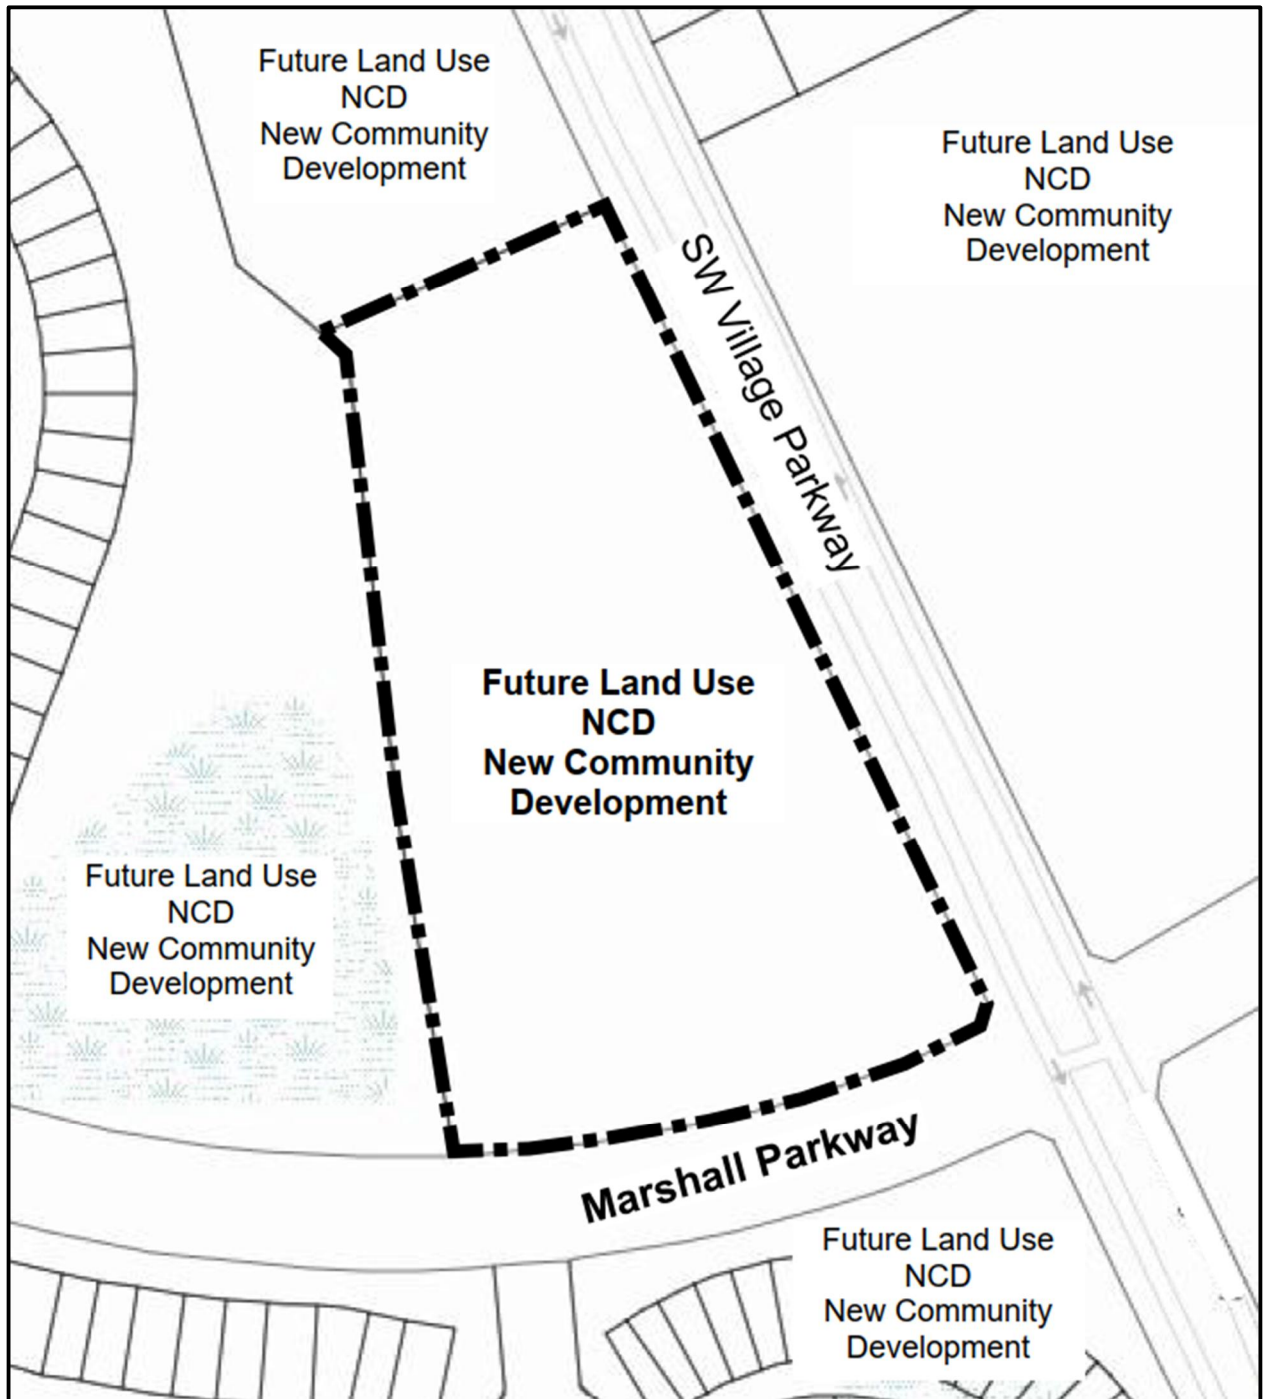 Future Land Use
NCD
New Community
Development
Future Land Use
NCD
New Community
Development
SW Village Parkway
Future Land Use
NCD
New Community
Development
Future Land Use
NCD
New Community
Development
Marshall Parkway
Future Land Use
NCD
New Community
Development